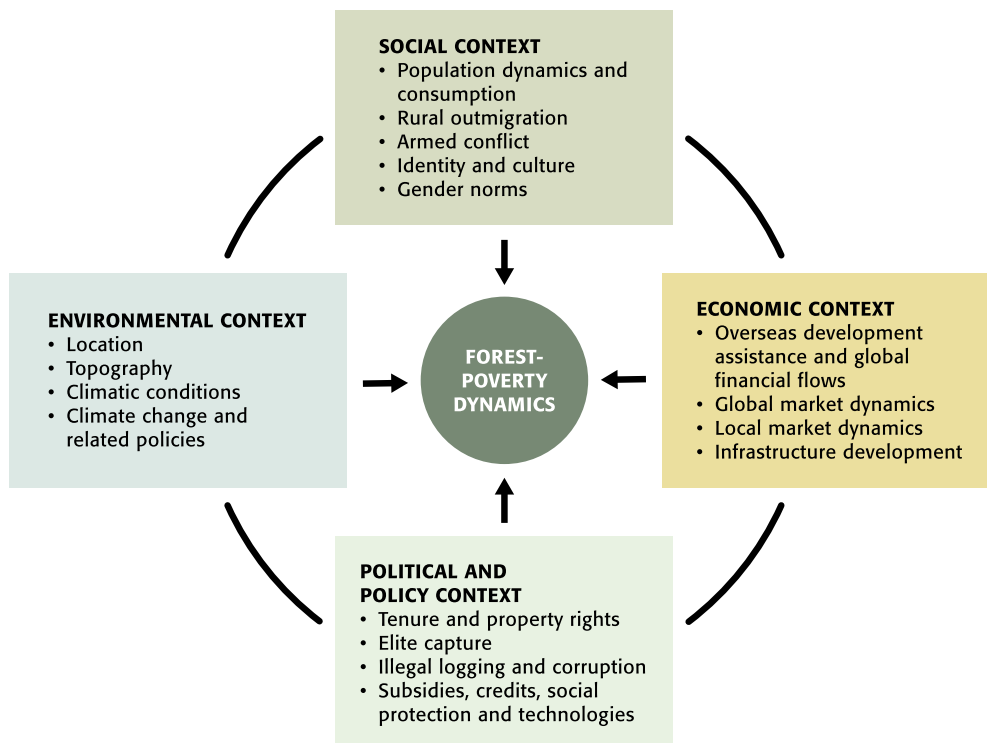 SOCIAL CONTEXT
• Population dynamics and
consumption
• Rural outmigration
• Armed conflict
• Identity and culture
• Gender norms
ENVIRONMENTAL CONTEXT
• Location
• Topography
• Climatic conditions
• Climate change and
related policies
FOREST-
POVERTY
DYNAMICS
ECONOMIC CONTEXT
• Overseas development
assistance and global
financial flows
• Global market dynamics
• Local market dynamics
• Infrastructure development
POLITICAL AND
POLICY CONTEXT
• Tenure and property rights
• Elite capture
• Illegal logging and corruption
• Subsidies, credits, social
protection and technologies